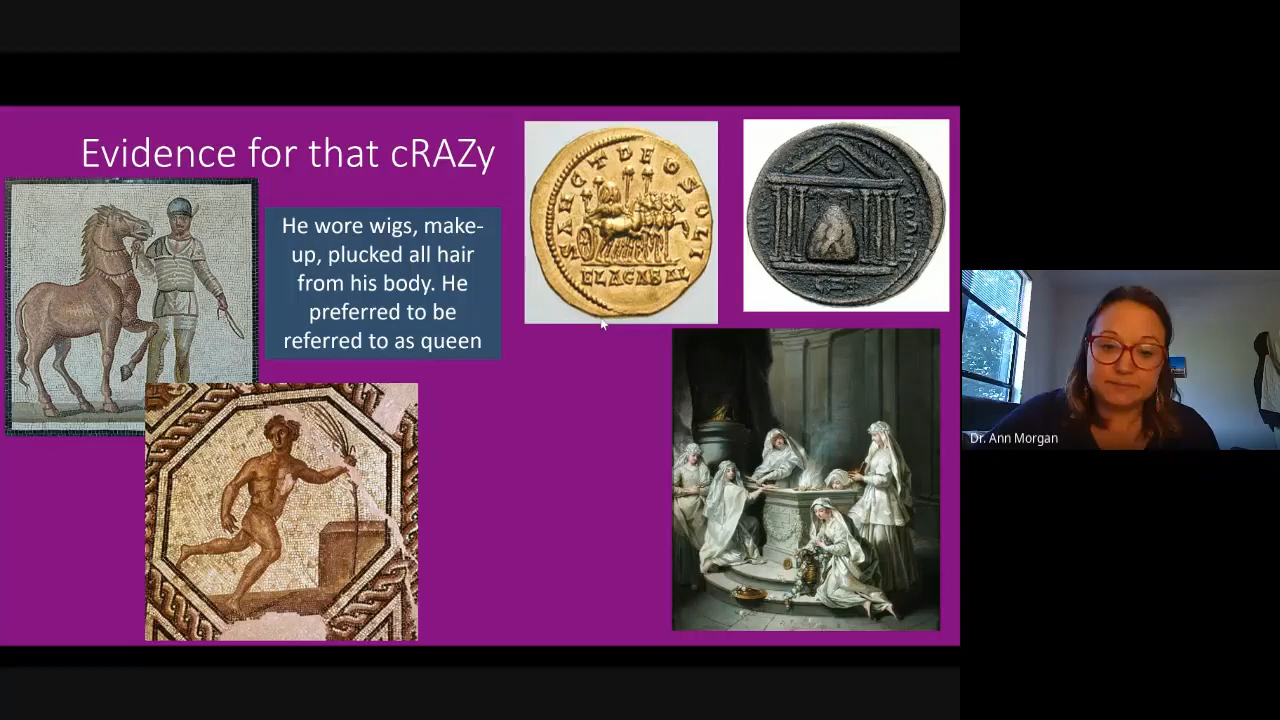 Evidence for that cRAZy
He wore wigs, make-
up, plucked all hair
from his body. He
preferred to be
referred to as queen
SANCT DEO SOLI
ELAGABAL
Dr. Ann Morgan